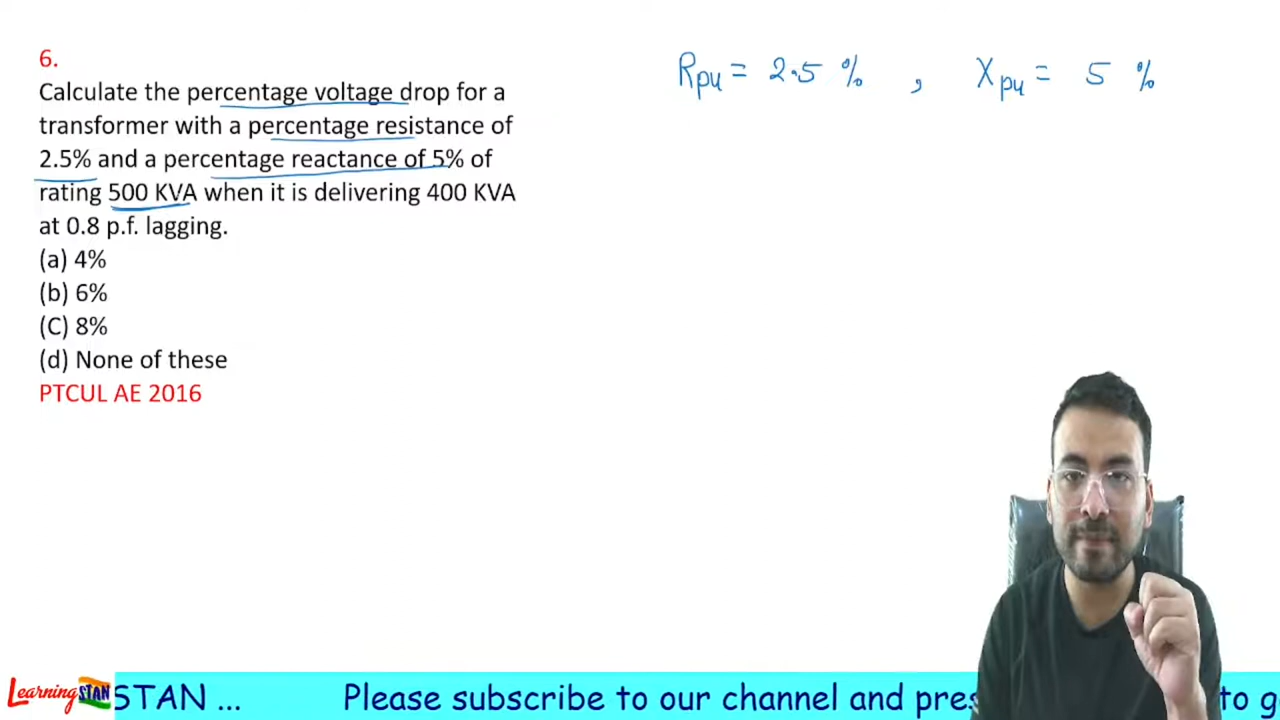 6.
Calculate the percentage voltage drop for a
transformer with a percentage resistance of
2.5% and a percentage reactance of 5% of
rating 500 KVA when it is delivering 400 KVA
at 0.8 p.f. lagging.
(a) 4%
(b) 6%
(C) 8%
(d) None of these
PTCUL AE 2016
Rpu = 2.5 % , Xpu = 5 %
Learning STAN
STAN ... Please subscribe to our channel and pres to g